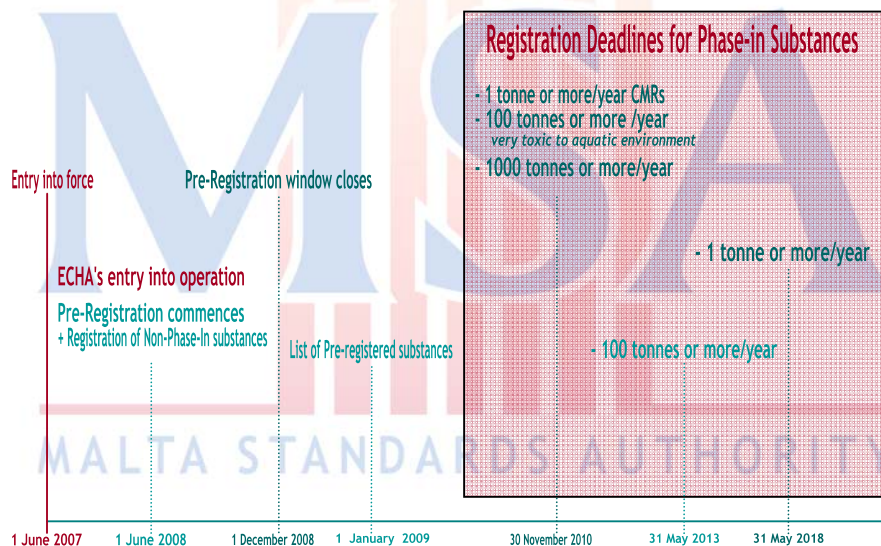 Registration Deadlines for Phase-in Substances
- 1 tonne or more/year CMRs
- 100 tonnes or more /year
very toxic to aquatic environment
- 1000 tonnes or more/year
Entry into force
Pre-Registration window closes
- 1 tonne or more/year
ECHA's entry into operation
Pre-Registration commences
+ Registration of Non-Phase-In substances
List of Pre-registered substances
- 100 tonnes or more/year
MSA
MALTA STANDARDS AUTHORITY
1 June 2007
1 June 2008
1 December 2008
1 January 2009
30 November 2010
31 May 2013
31 May 2018